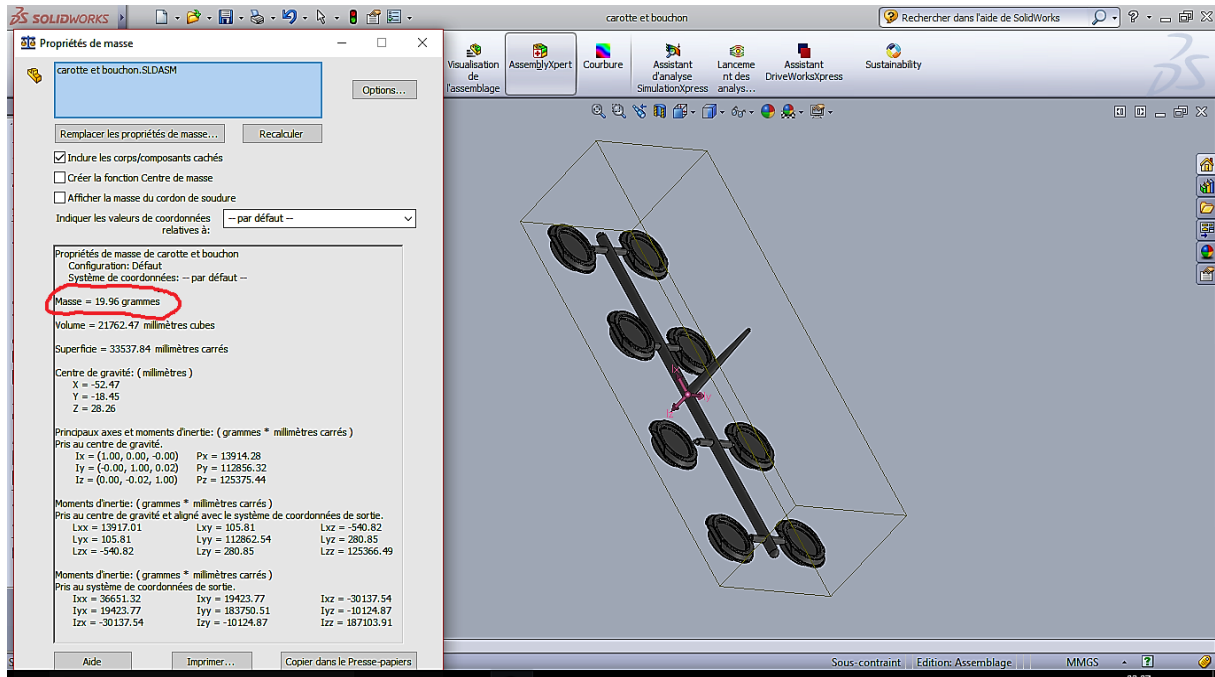 SOLIDWORKS
carotte et bouchon
Rechercher dans l'aide de SolidWorks
Propriétés de masse
carotte et bouchon.SLDASM
Options...
Remplacer les propriétés de masse...
Recalculer
Inclure les corps/composants cachés
Créer la fonction Centre de masse
Afficher la masse du cordon de soudure
Indiquer les valeurs de coordonnées
relatives à:
-- par défaut --
Propriétés de masse de carotte et bouchon
Configuration: Défaut
Système de coordonnées: -- par défaut --
Masse = 19.96 grammes
Volume = 21762.47 millimètres cubes
Superficie = 33537.84 millimètres carrés
Centre de gravité: ( millimètres )
X = -52.47
Y = -18.45
Z = 28.26
Principaux axes et moments d'inertie: ( grammes * millimètres carrés )
Pris au centre de gravité.
Ix = (1.00, 0.00, -0.00) Px = 13914.28
Iy = (-0.00, 1.00, 0.02) Py = 112856.32
Iz = (0.00, -0.02, 1.00) Pz = 125375.44
Moments d'inertie: ( grammes * millimètres carrés )
Pris au centre de gravité et aligné avec le système de coordonnées de sortie.
Lxx = 13917.01 Lxy = 105.81 Lxz = -540.82
Lyx = 105.81 Lyy = 112862.54 Lyz = 280.85
Lzx = -540.82 Lzy = 280.85 Lzz = 125366.49
Moments d'inertie: ( grammes * millimètres carrés )
Pris au système de coordonnées de sortie.
Ixx = 36651.32 Ixy = 19423.77 Ixz = -30137.54
Iyx = 19423.77 Iyy = 183750.51 Iyz = -10124.87
Izx = -30137.54 Izy = -10124.87 Izz = 187103.91
Aide
Imprimer...
Copier dans le Presse-papiers
Visualisation
de
l'assemblage
AssemblyXpert
Courbure
Assistant
d'analyse
SimulationXpress
Lanceme
nt des
analys...
Assistant
DriveWorksXpress
Sustainability
Ix
Iy
Iz
Sous-contraint
Edition: Assemblage
MMGS